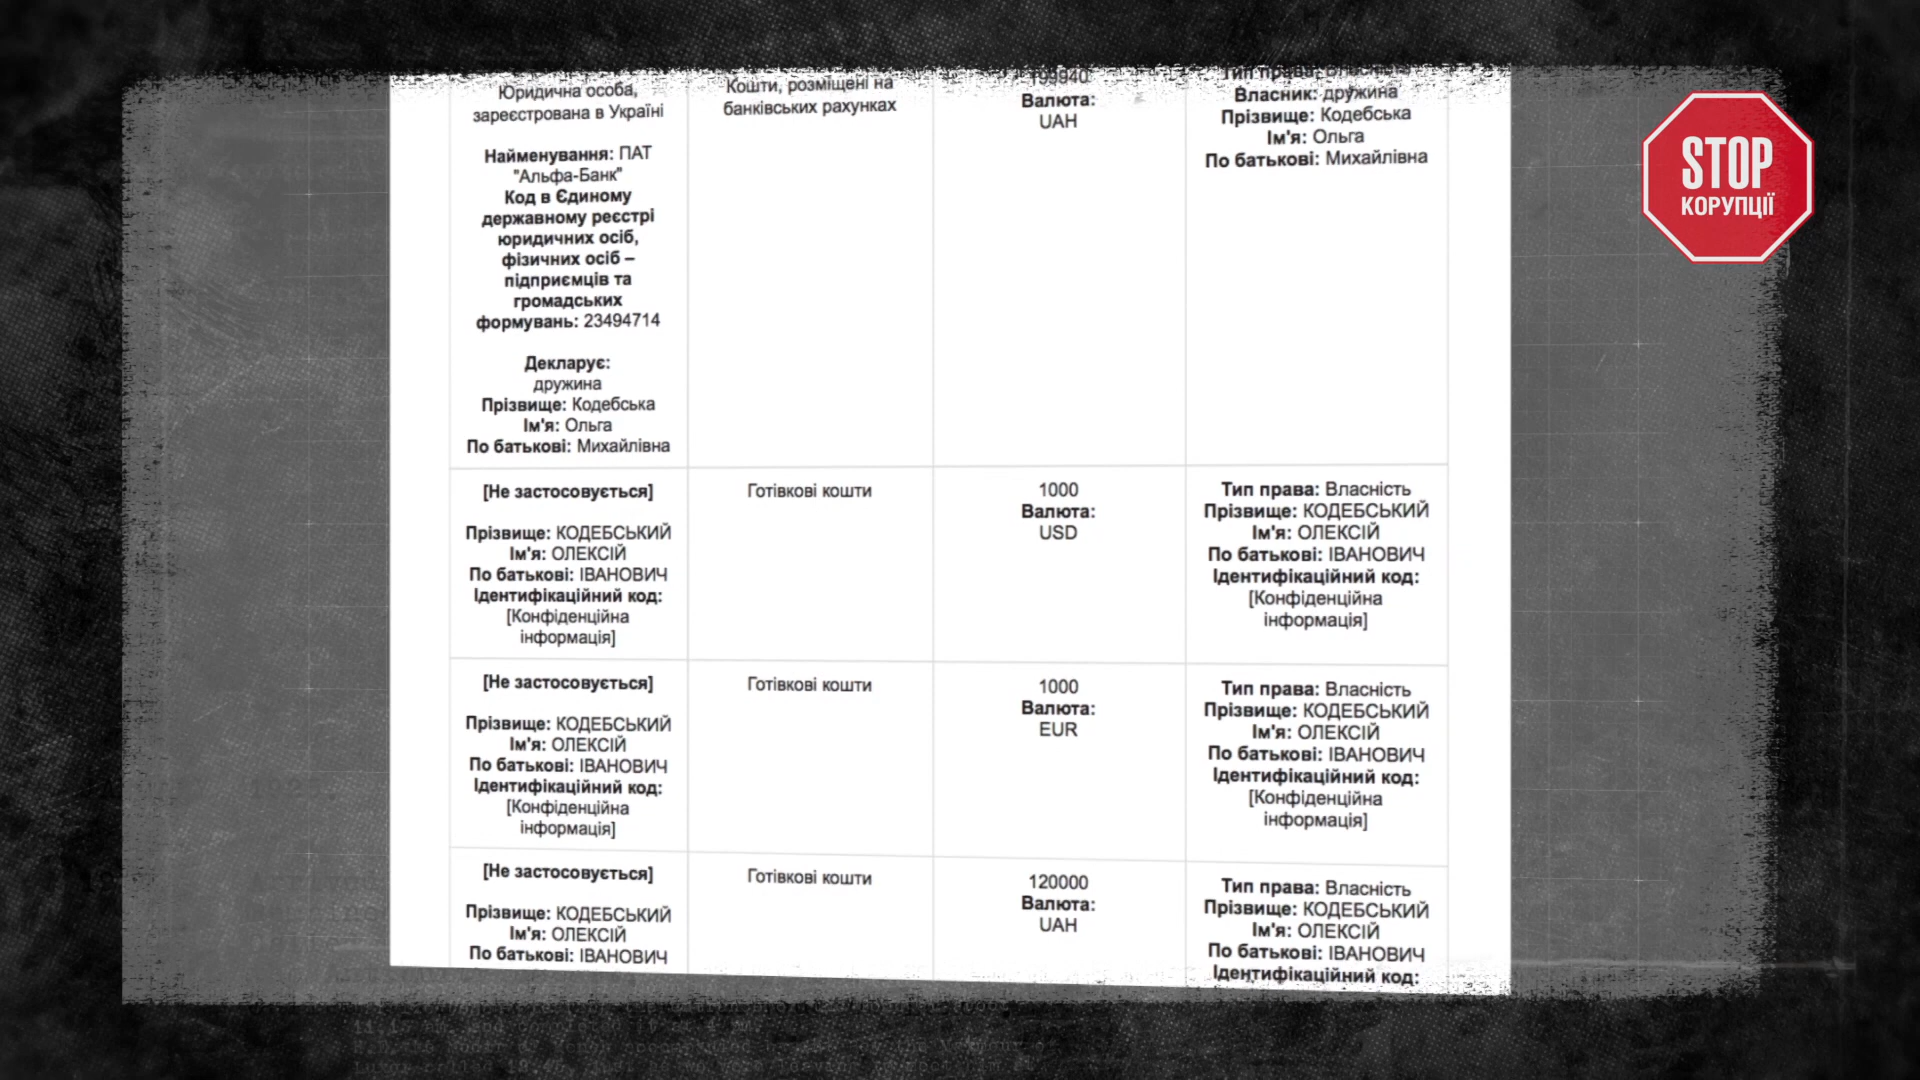 Юридична особа,
зареєстрована в Україні
Найменування: ПАТ
"Альфа-Банк"
Код в Єдиному
державному реєстрі
юридичних осіб,
фізичних осіб –
підприємців та
громадських
формувань: 23494714
Декларує:
дружина
Прізвище: Кодебська
Ім'я: Ольга
По батькові: Михайлівна
Кошти, розміщені на
банківських рахунках
199940
Валюта:
UAH
Тип права: Власність
Власник: дружина
Прізвище: Кодебська
Ім'я: Ольга
По батькові: Михайлівна
STOP
КОРУПЦІЇ
[Не застосовується]
Прізвище: КОДЕБСЬКИЙ
Ім'я: ОЛЕКСІЙ
По батькові: ІВАНОВИЧ
Ідентифікаційний код:
[Конфіденційна
інформація]
Готівкові кошти
1000
Валюта:
USD
Тип права: Власність
Прізвище: КОДЕБСЬКИЙ
Ім'я: ОЛЕКСІЙ
По батькові: ІВАНОВИЧ
Ідентифікаційний код:
[Конфіденційна
інформація]
[Не застосовується]
Прізвище: КОДЕБСЬКИЙ
Ім'я: ОЛЕКСІЙ
По батькові: ІВАНОВИЧ
Ідентифікаційний код:
[Конфіденційна
інформація]
Готівкові кошти
1000
Валюта:
EUR
Тип права: Власність
Прізвище: КОДЕБСЬКИЙ
Ім'я: ОЛЕКСІЙ
По батькові: ІВАНОВИЧ
Ідентифікаційний код:
[Конфіденційна
інформація]
[Не застосовується]
Прізвище: КОДЕБСЬКИЙ
Ім'я: ОЛЕКСІЙ
По батькові: ІВАНОВИЧ
Готівкові кошти
120000
Валюта:
UAH
Тип права: Власність
Прізвище: КОДЕБСЬКИЙ
Ім'я: ОЛЕКСІЙ
По батькові: ІВАНОВИЧ
Ідентифікаційний код: